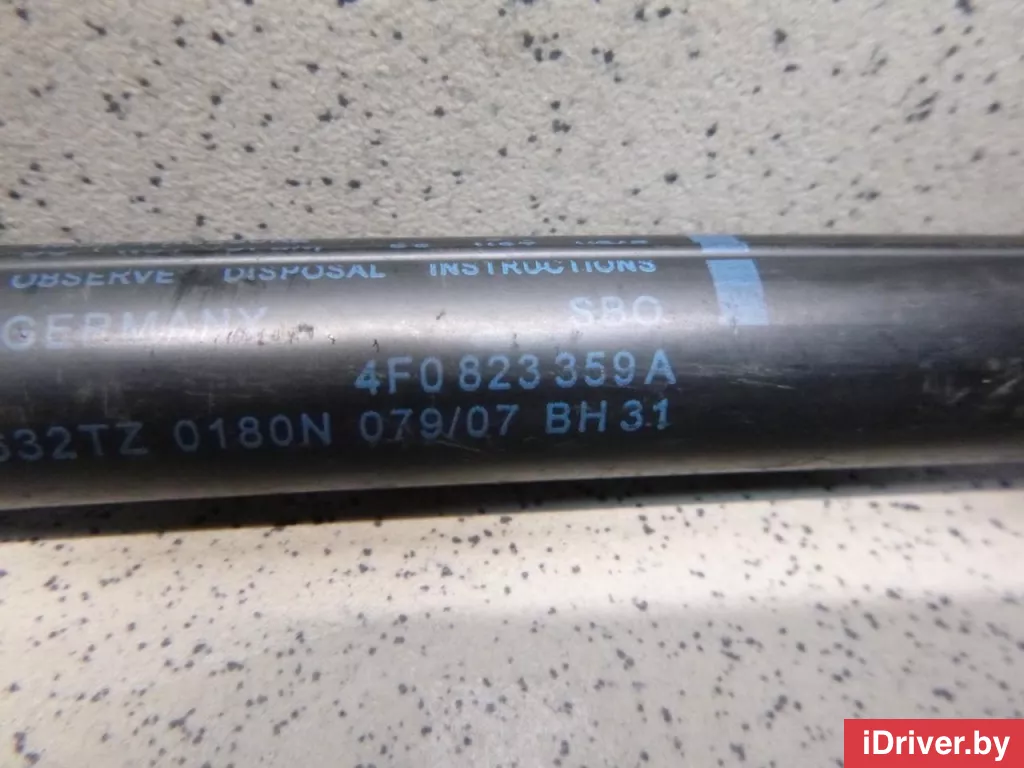 OBSERVE DISPOSAL INSTRUCTIONS
GERMANY SBO
4F0 823 359 A
632TZ 0180N 079/07 BH 31
iDriver.by